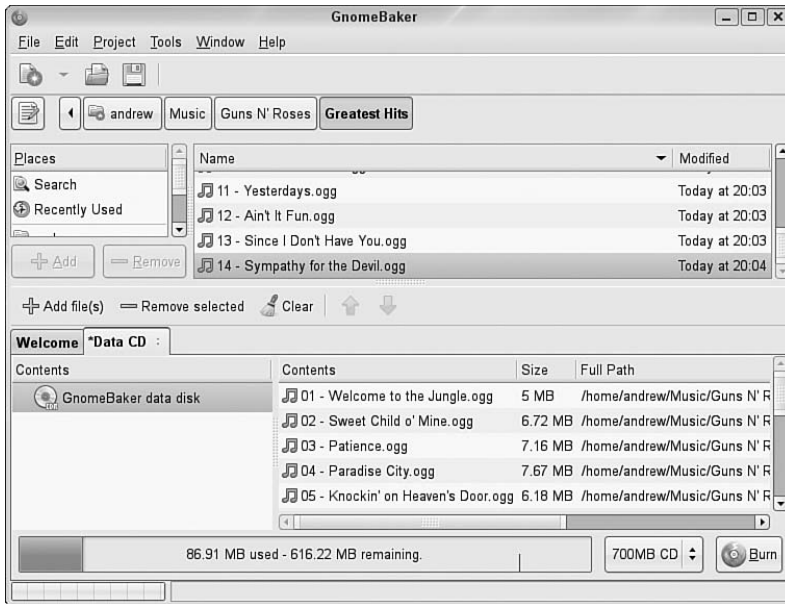 GnomeBaker
File Edit Project Tools Window Help
andrew Music Guns N' Roses Greatest Hits
Places Name Modified
Search
Recently Used
11 - Yesterdays.ogg Today at 20:03
12 - Ain't It Fun.ogg Today at 20:03
13 - Since I Don't Have You.ogg Today at 20:03
14 - Sympathy for the Devil.ogg Today at 20:04
Add Remove
Add file(s) Remove selected Clear
Welcome *Data CD
Contents Contents Size Full Path
GnomeBaker data disk
01 - Welcome to the Jungle.ogg 5 MB /home/andrew/Music/Guns N' R
02 - Sweet Child o' Mine.ogg 6.72 MB /home/andrew/Music/Guns N' R
03 - Patience.ogg 7.16 MB /home/andrew/Music/Guns N' R
04 - Paradise City.ogg 7.67 MB /home/andrew/Music/Guns N' R
05 - Knockin' on Heaven's Door.ogg 6.18 MB /home/andrew/Music/Guns N' R
86.91 MB used - 616.22 MB remaining. 700MB CD Burn